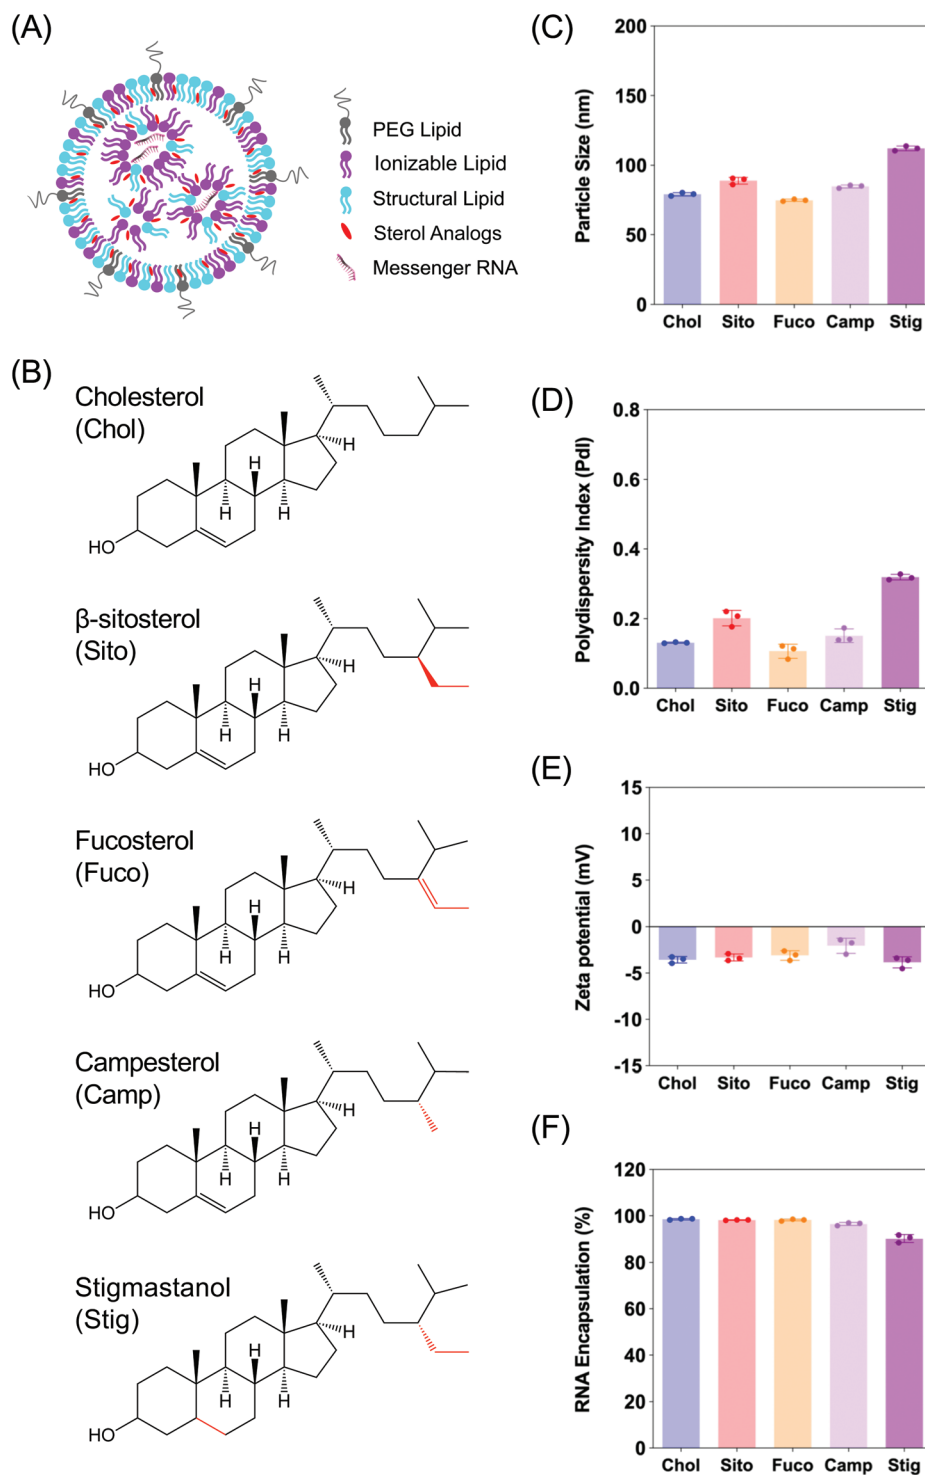 (A)
PEG Lipid
Ionizable Lipid
Structural Lipid
Sterol Analogs
Messenger RNA
(B)
Cholesterol
(Chol)
H
H
H
H
HO
β-sitosterol
(Sito)
H
H
H
H
HO
Fucosterol
(Fuco)
H
H
H
H
HO
Campesterol
(Camp)
H
H
H
H
HO
Stigmastanol
(Stig)
H
H
H
H
HO
(C)
Particle Size (nm)
200
150
100
50
0
Chol Sito Fuco Camp Stig
(D)
Polydispersity Index (PdI)
0.8
0.6
0.4
0.2
0.0
Chol Sito Fuco Camp Stig
(E)
Zeta potential (mV)
15
10
5
0
-5
-10
-15
Chol Sito Fuco Camp Stig
(F)
RNA Encapsulation (%)
120
100
80
60
40
20
0
Chol Sito Fuco Camp Stig